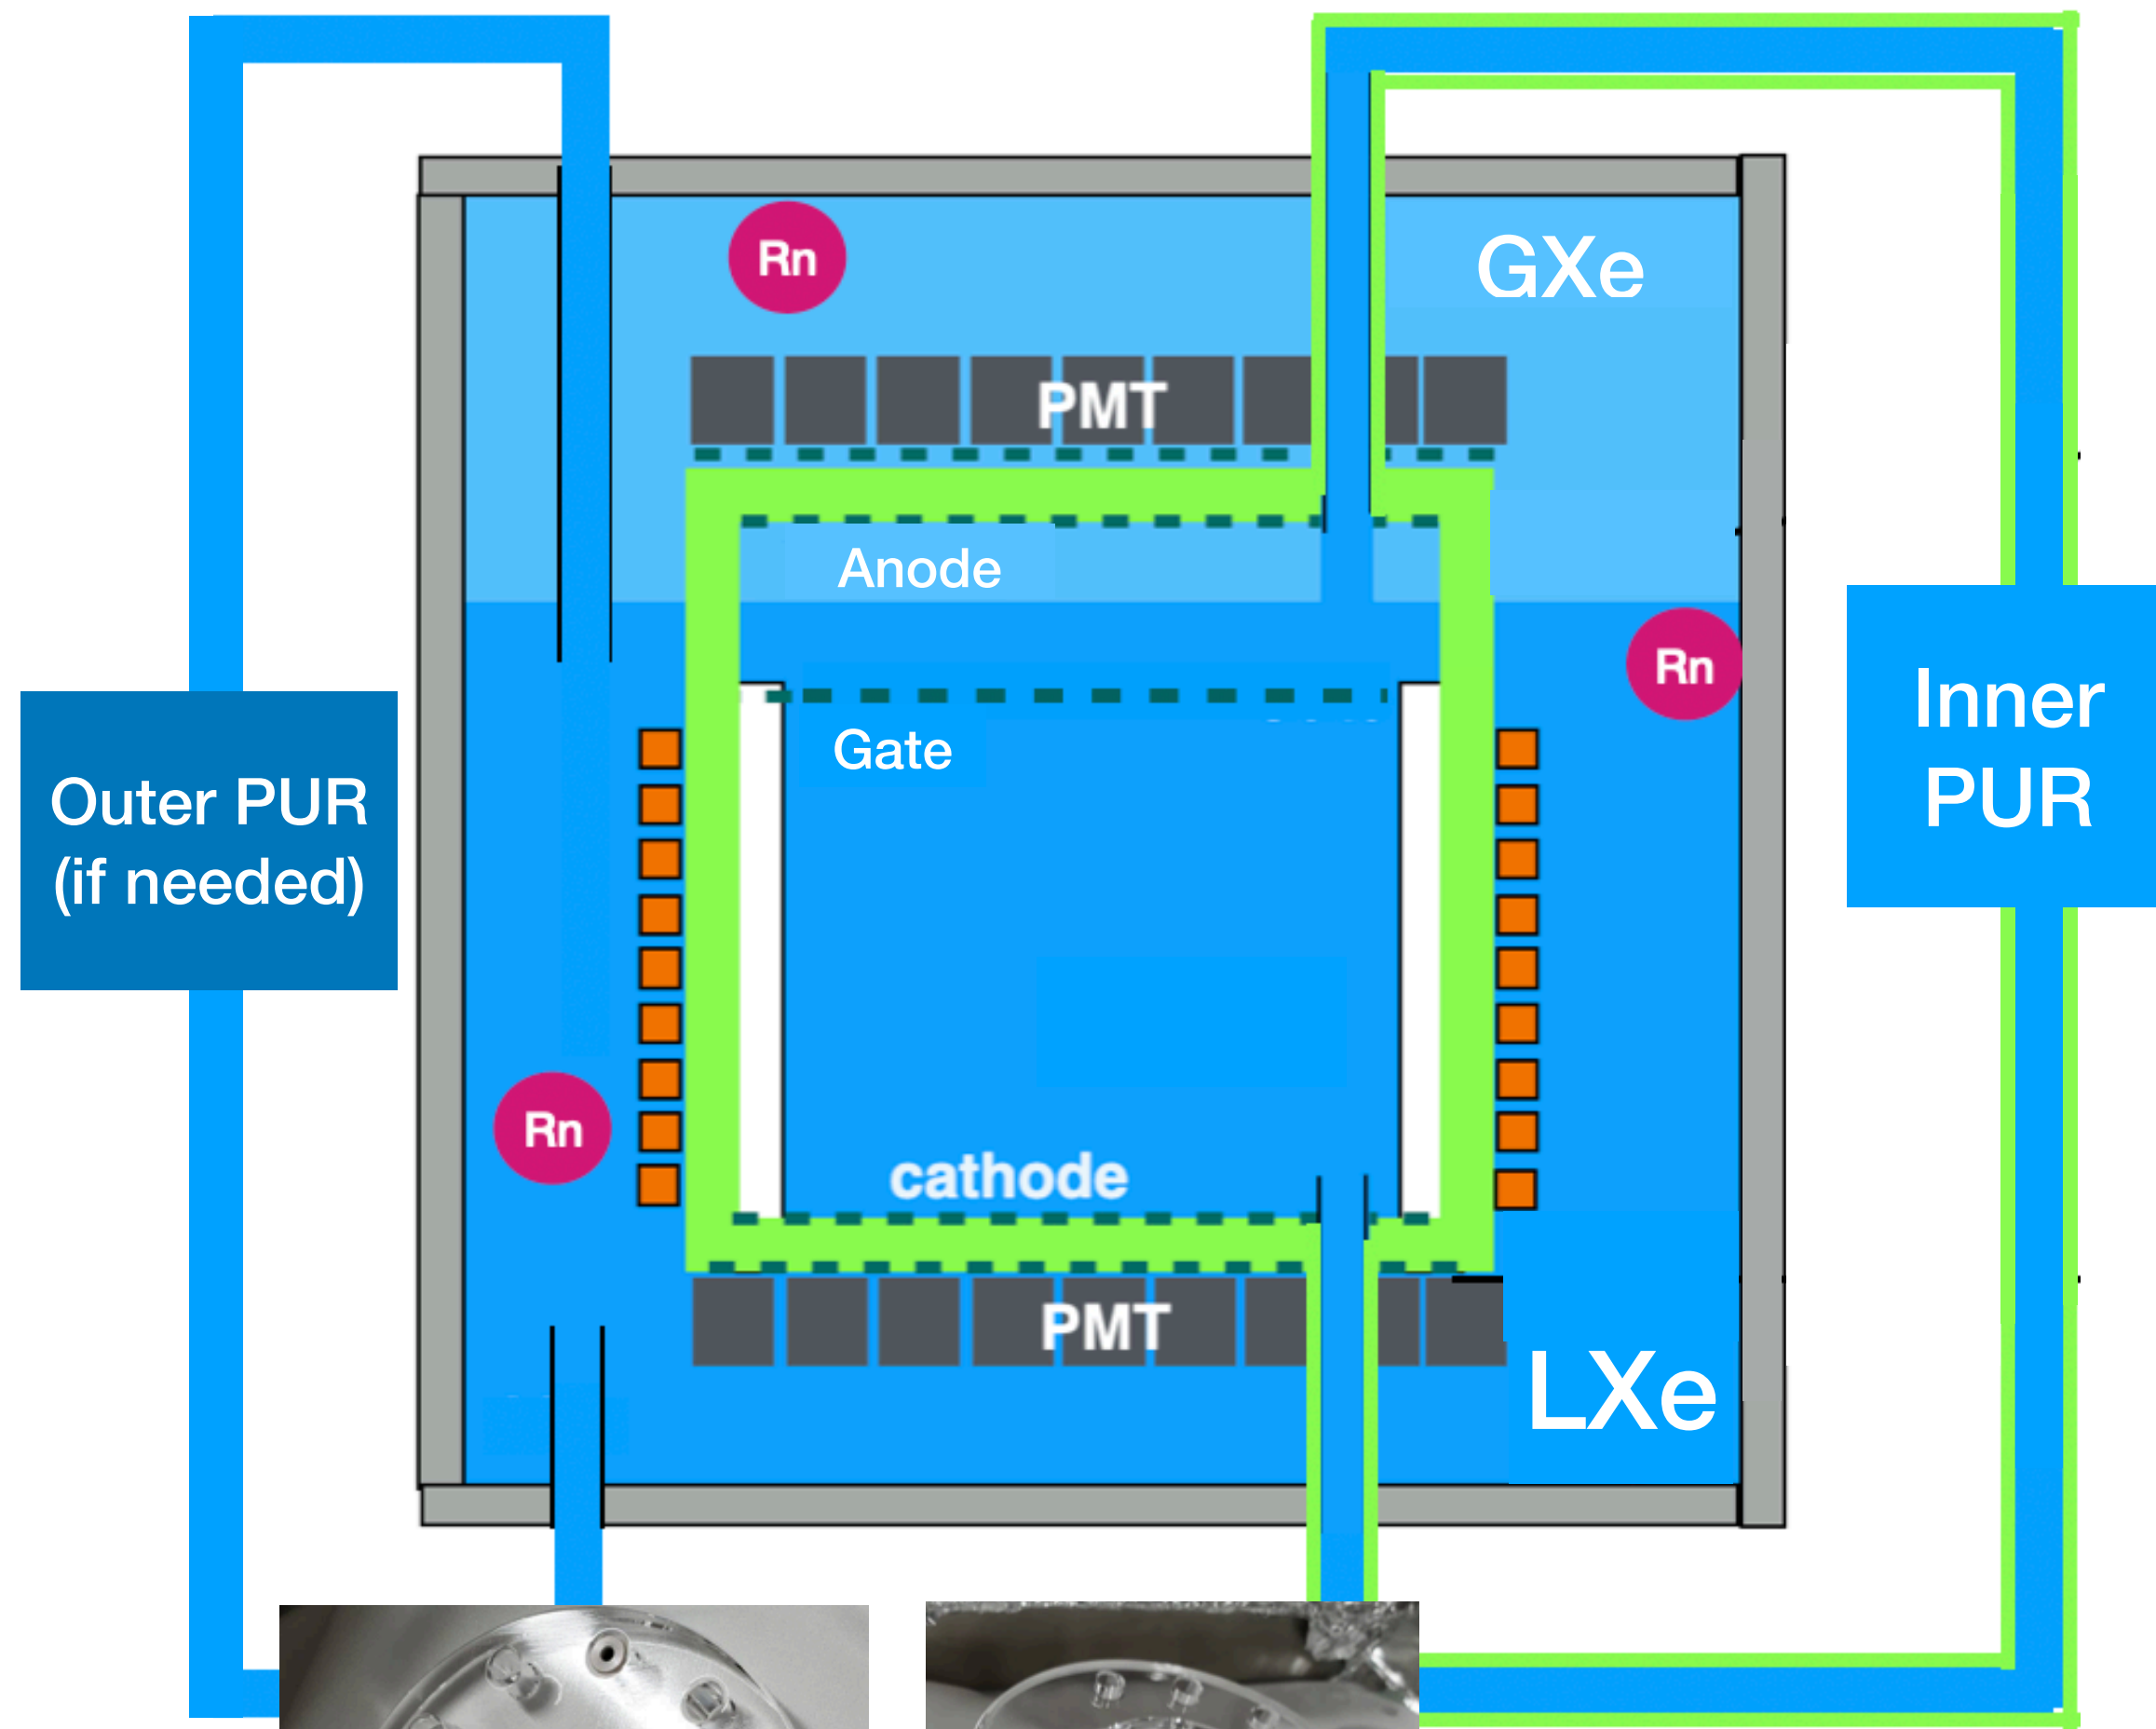 Rn
GXe
PMT
Anode
Rn
Inner
PUR
Gate
Outer PUR
(if needed)
Rn
cathode
PMT
LXe